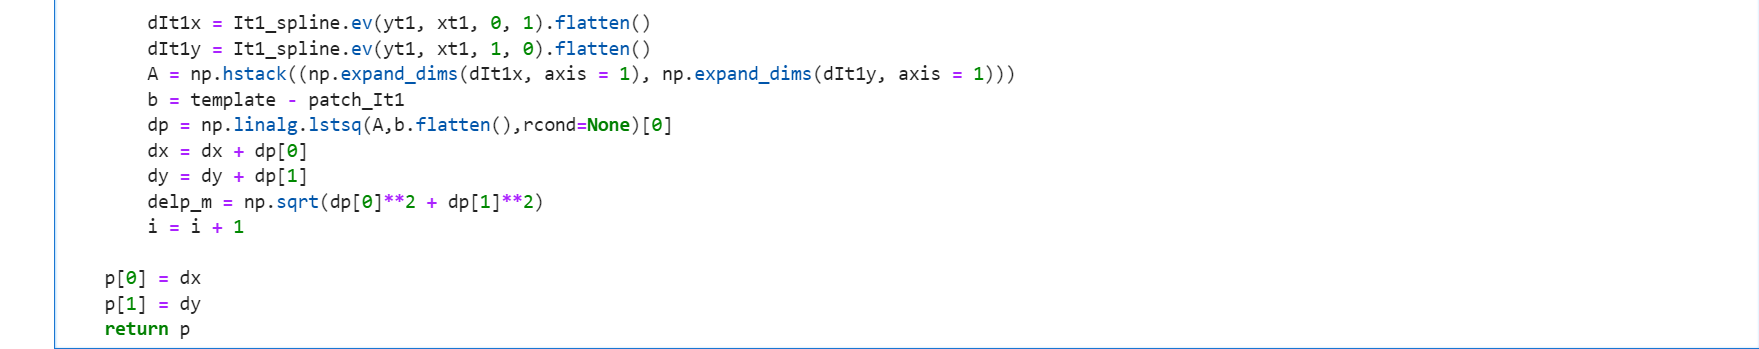 dIt1x = It1_spline.ev(yt1, xt1, 0, 1).flatten()
dIt1y = It1_spline.ev(yt1, xt1, 1, 0).flatten()
A = np.hstack((np.expand_dims(dIt1x, axis = 1), np.expand_dims(dIt1y, axis = 1)))
b = template - patch_It1
dp = np.linalg.lstsq(A,b.flatten(),rcond=None)[0]
dx = dx + dp[0]
dy = dy + dp[1]
delp_m = np.sqrt(dp[0]**2 + dp[1]**2)
i = i + 1
p[0] = dx
p[1] = dy
return p